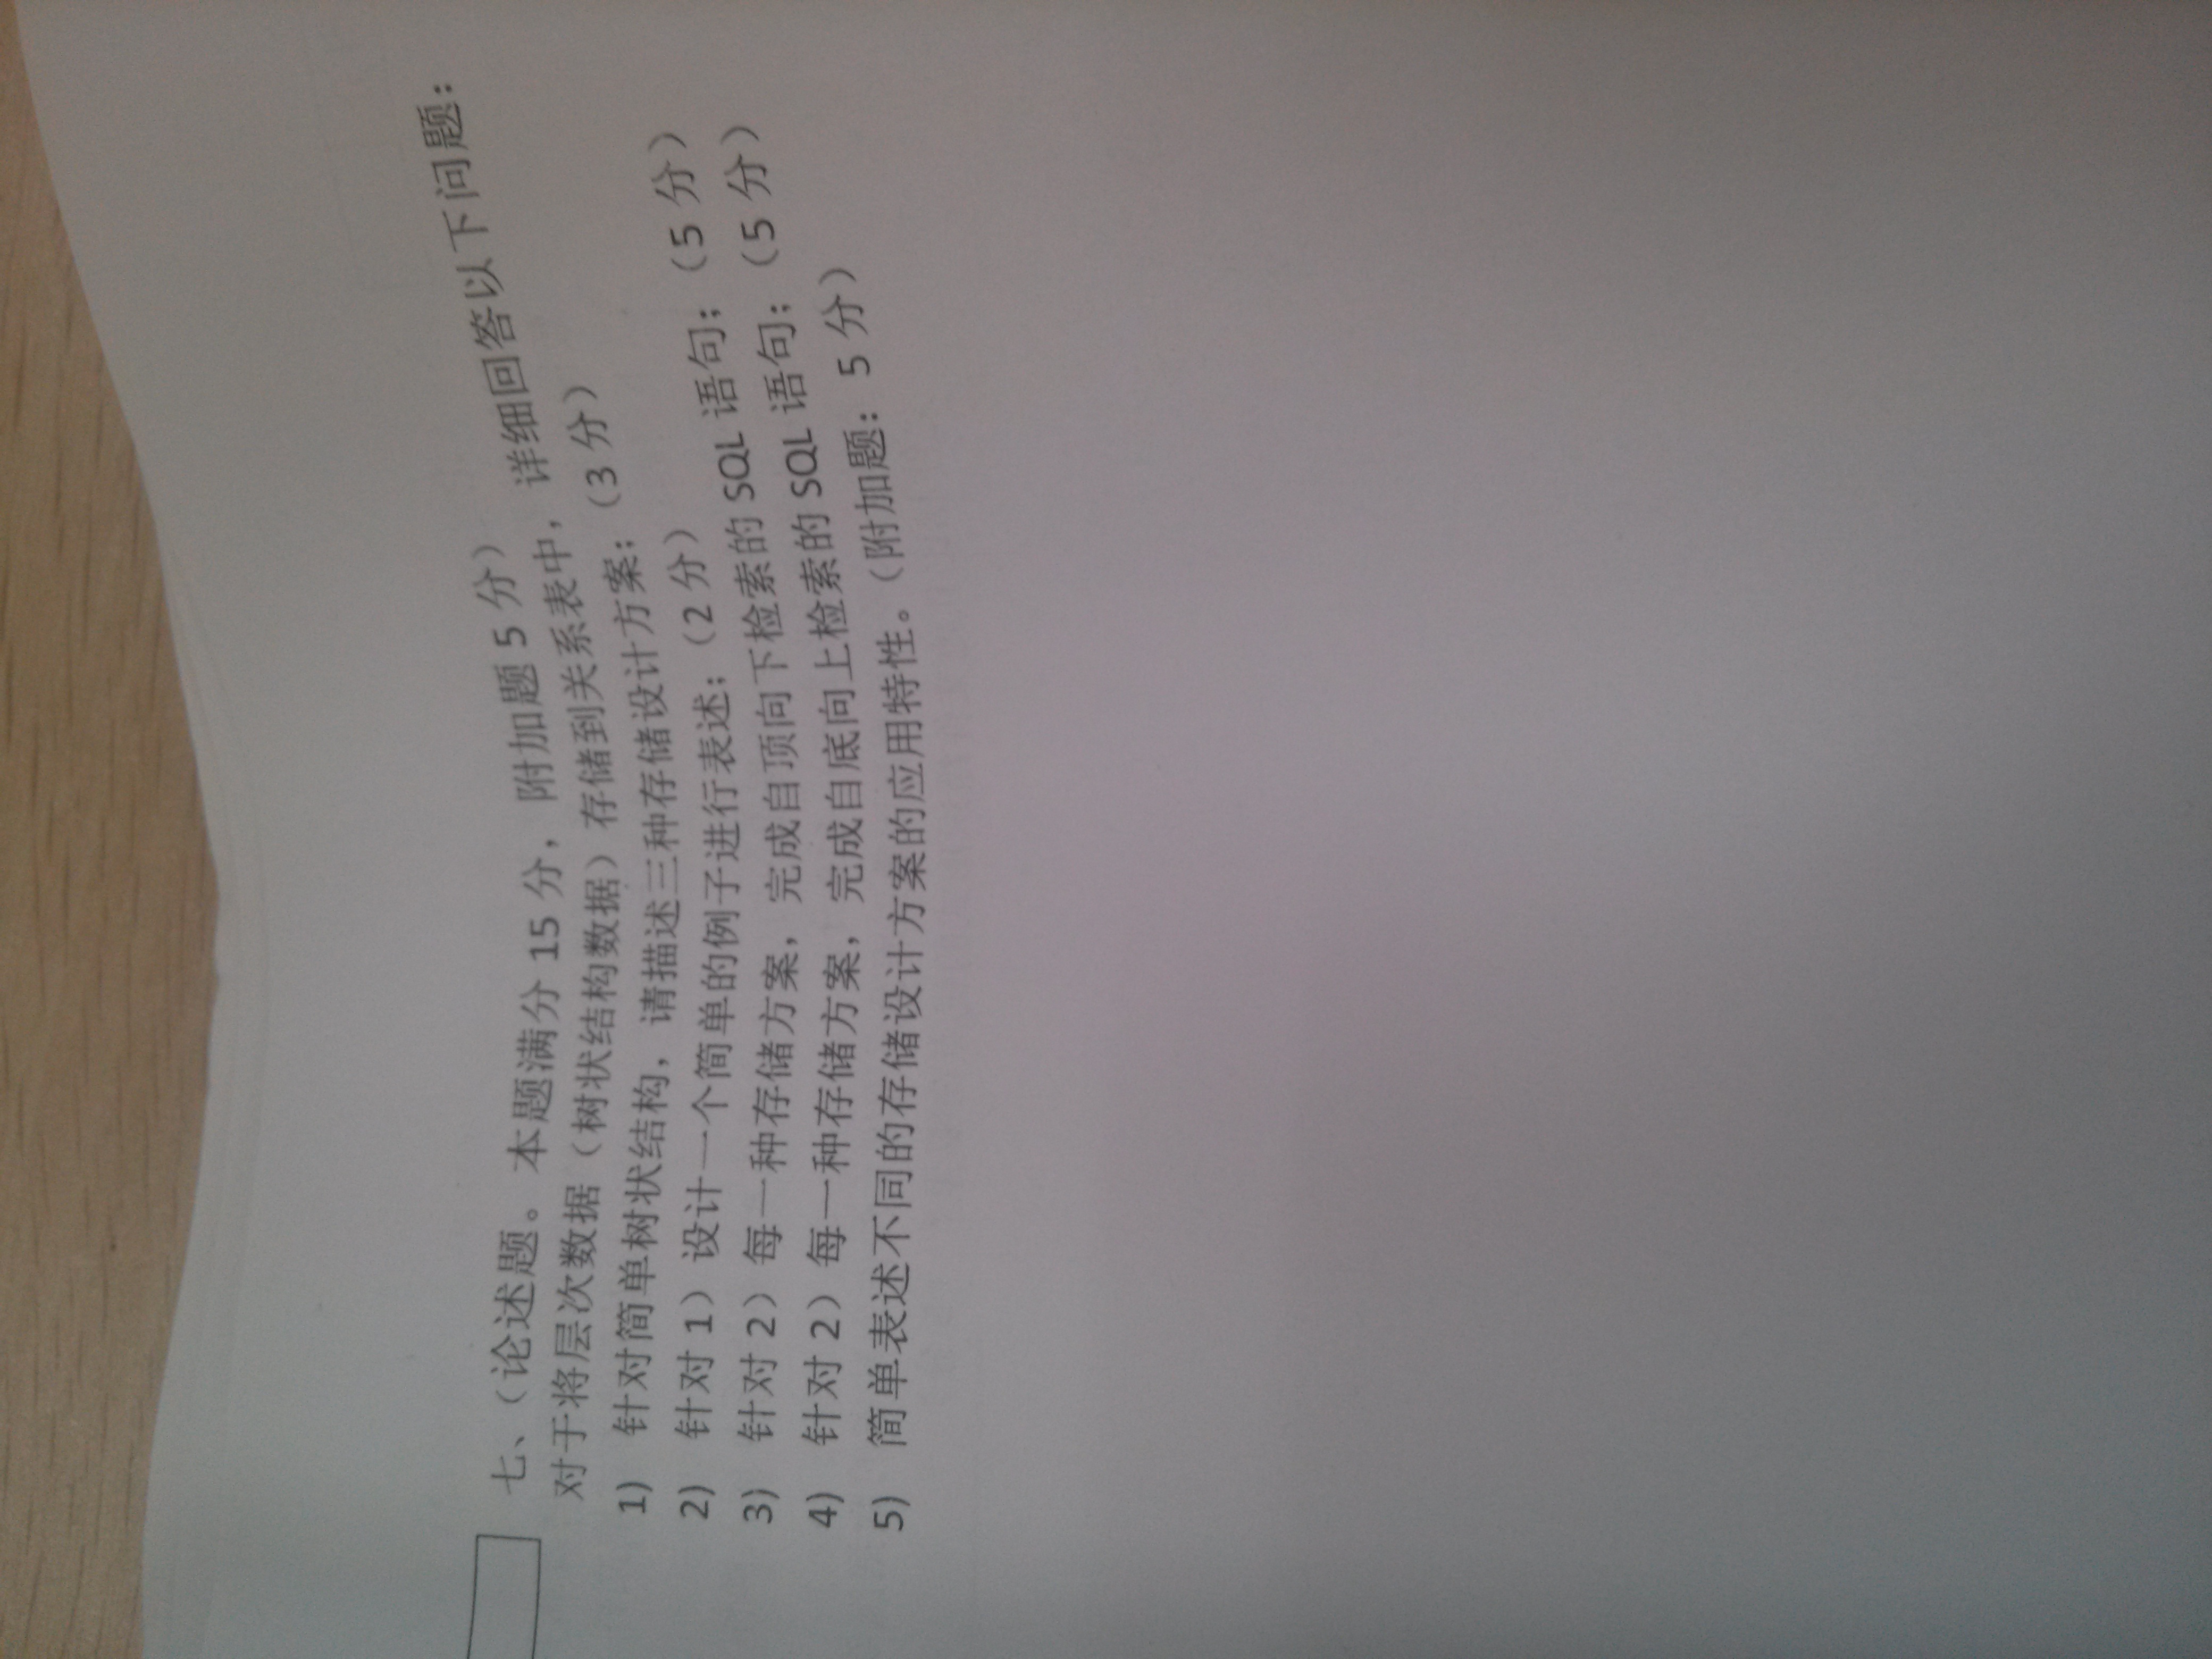 七、（论述题。本题满分 15 分，附加题 5 分）
对于将层次数据（树状结构数据）存储到关系表中，详细回答以下问题：
1) 针对简单树状结构，请描述三种存储设计方案；（3 分）
2) 针对 1）设计一个简单的例子进行表述；（2 分）
3) 针对 2）每一种存储方案，完成自顶向下检索的 SQL 语句；（5 分）
4) 针对 2）每一种存储方案，完成自底向上检索的 SQL 语句；（5 分）
5) 简单表述不同的存储设计方案的应用特性。（附加题：5 分）